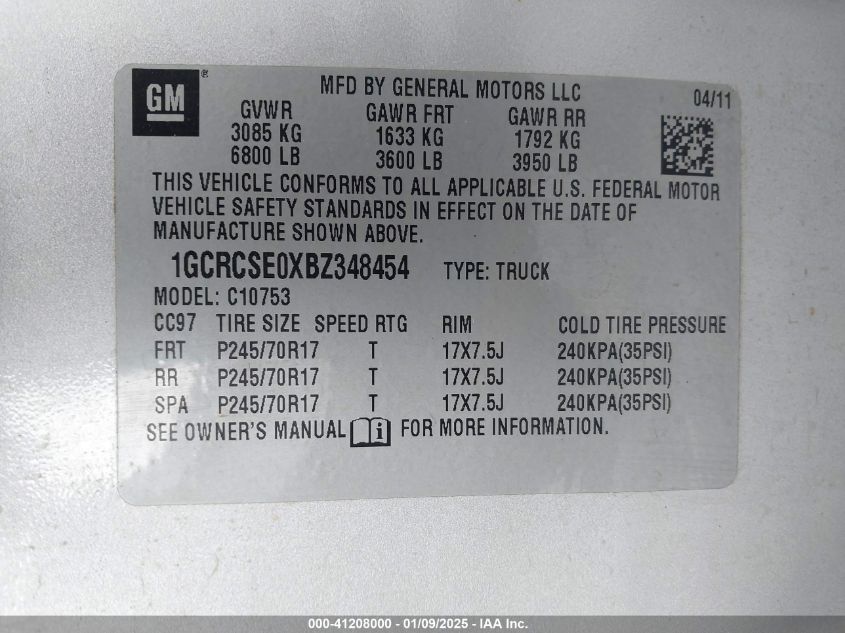 GM®
MFD BY GENERAL MOTORS LLC 04/11
GVWR GAWR FRT GAWR RR
3085 KG 1633 KG 1792 KG
6800 LB 3600 LB 3950 LB
THIS VEHICLE CONFORMS TO ALL APPLICABLE U.S. FEDERAL MOTOR
VEHICLE SAFETY STANDARDS IN EFFECT ON THE DATE OF
MANUFACTURE SHOWN ABOVE.
1GCRCSE0XBZ348454 TYPE: TRUCK
MODEL: C10753
CC97 TIRE SIZE SPEED RTG RIM COLD TIRE PRESSURE
FRT P245/70R17 T 17X7.5J 240KPA(35PSI)
RR P245/70R17 T 17X7.5J 240KPA(35PSI)
SPA P245/70R17 T 17X7.5J 240KPA(35PSI)
SEE OWNER'S MANUAL i FOR MORE INFORMATION.
000-41208000 - 01/09/2025 - IAA Inc.